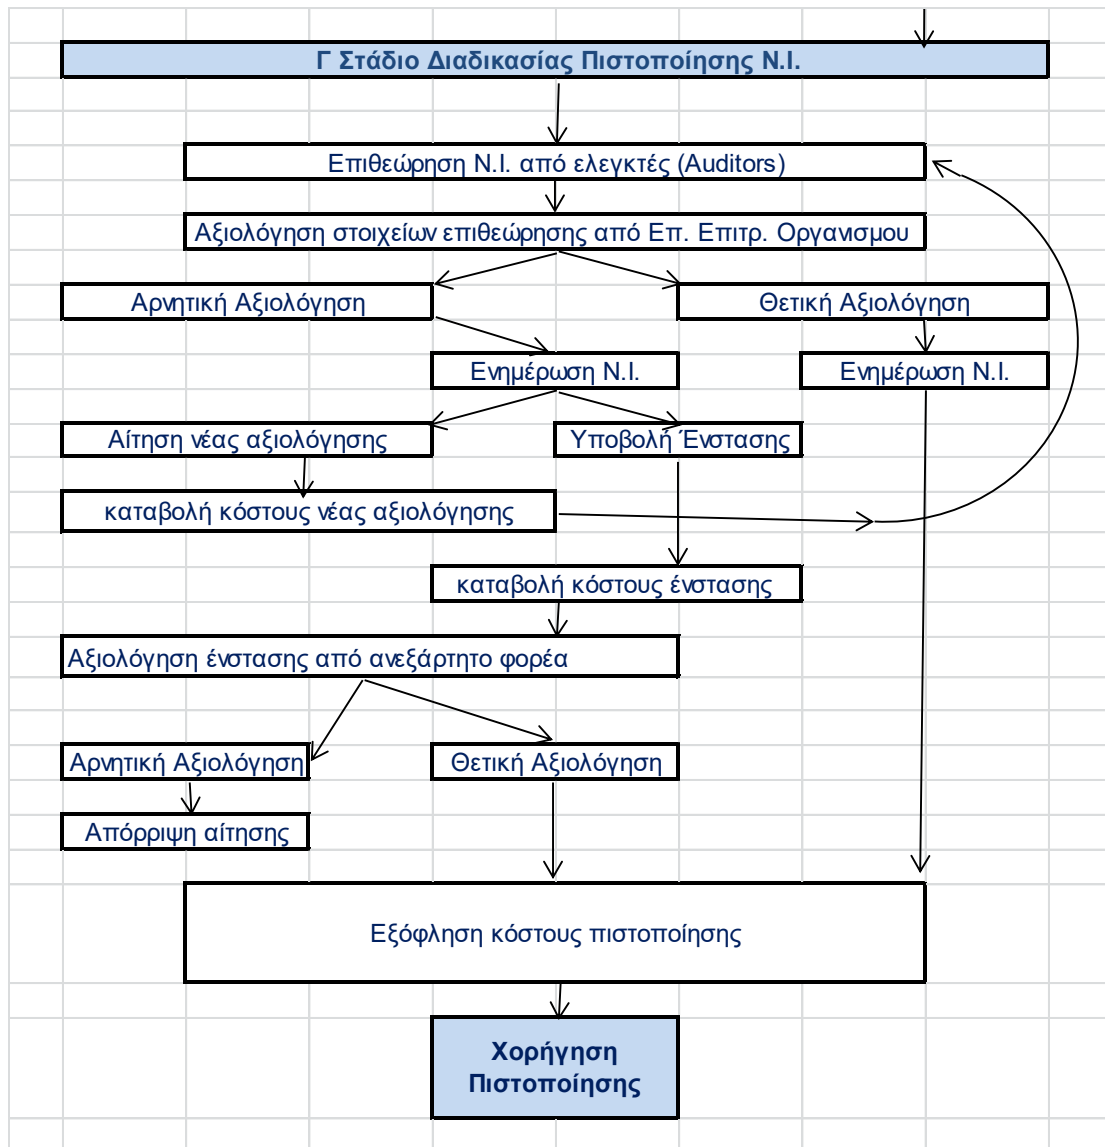 Γ Στάδιο Διαδικασίας Πιστοποίησης Ν.Ι.
Επιθεώρηση Ν.Ι. από ελεγκτές (Auditors)
Αξιολόγηση στοιχείων επιθεώρησης από Επ. Επιτρ. Οργανισμου
Αρνητική Αξιολόγηση
Θετική Αξιολόγηση
Ενημέρωση Ν.Ι.
Ενημέρωση Ν.Ι.
Αίτηση νέας αξιολόγησης
Υποβολή Ένστασης
καταβολή κόστους νέας αξιολόγησης
καταβολή κόστους ένστασης
Αξιολόγηση ένστασης από ανεξάρτητο φορέα
Αρνητική Αξιολόγηση
Θετική Αξιολόγηση
Απόρριψη αίτησης
Εξόφληση κόστους πιστοποίησης
Χορήγηση
Πιστοποίησης